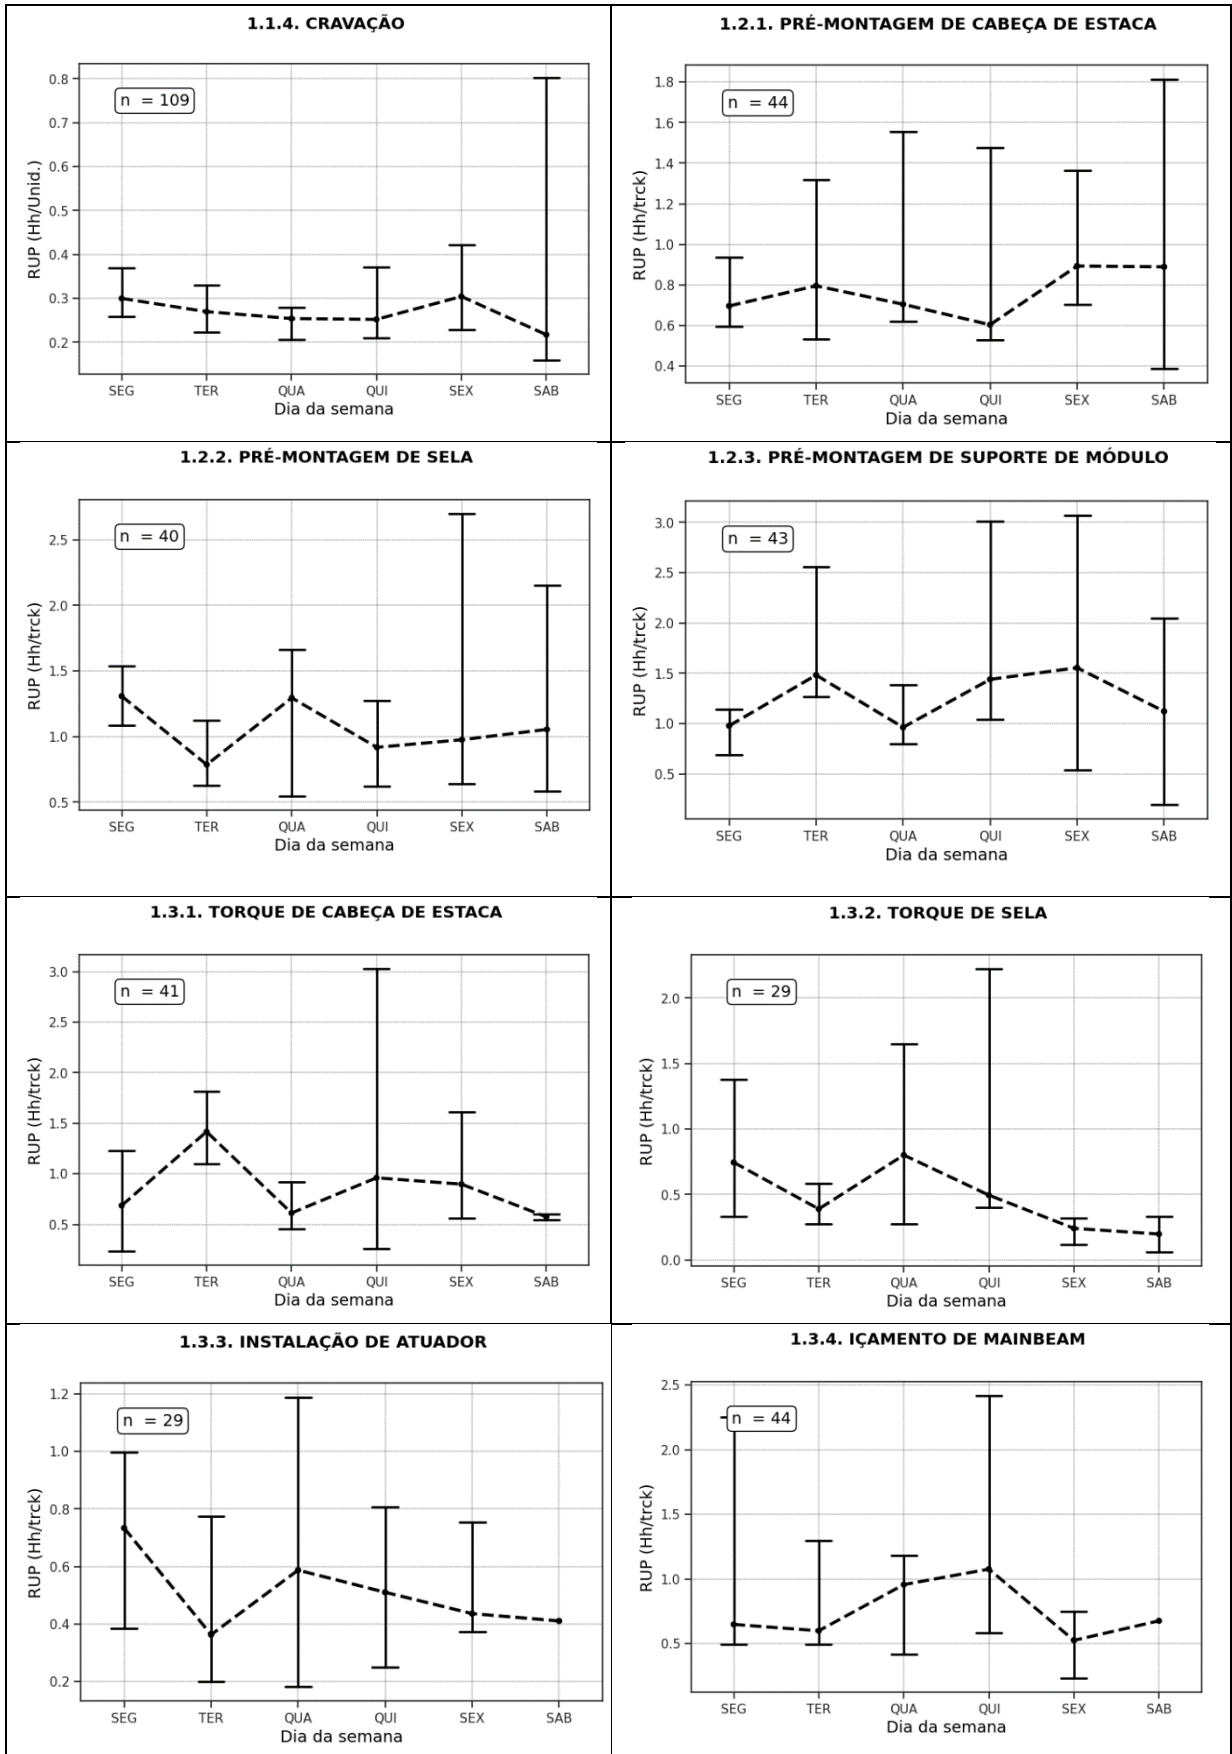 1.1.4. CRAVAÇÃO
n = 109
RUP (Hh/Unid.)
0.8
0.7
0.6
0.5
0.4
0.3
0.2
SEG TER QUA QUI SEX SAB
Dia da semana
1.2.1. PRÉ-MONTAGEM DE CABEÇA DE ESTACA
n = 44
RUP (Hh/trck)
1.8
1.6
1.4
1.2
1.0
0.8
0.6
0.4
SEG TER QUA QUI SEX SAB
Dia da semana
1.2.2. PRÉ-MONTAGEM DE SELA
n = 40
RUP (Hh/trck)
2.5
2.0
1.5
1.0
0.5
SEG TER QUA QUI SEX SAB
Dia da semana
1.2.3. PRÉ-MONTAGEM DE SUPORTE DE MÓDULO
n = 43
RUP (Hh/trck)
3.0
2.5
2.0
1.5
1.0
0.5
SEG TER QUA QUI SEX SAB
Dia da semana
1.3.1. TORQUE DE CABEÇA DE ESTACA
n = 41
RUP (Hh/trck)
3.0
2.5
2.0
1.5
1.0
0.5
SEG TER QUA QUI SEX SAB
Dia da semana
1.3.2. TORQUE DE SELA
n = 29
RUP (Hh/trck)
2.0
1.5
1.0
0.5
0.0
SEG TER QUA QUI SEX SAB
Dia da semana
1.3.3. INSTALAÇÃO DE ATUADOR
n = 29
RUP (Hh/trck)
1.2
1.0
0.8
0.6
0.4
0.2
SEG TER QUA QUI SEX SAB
Dia da semana
1.3.4. IÇAMENTO DE MAINBEAM
n = 44
RUP (Hh/trck)
2.5
2.0
1.5
1.0
0.5
SEG TER QUA QUI SEX SAB
Dia da semana